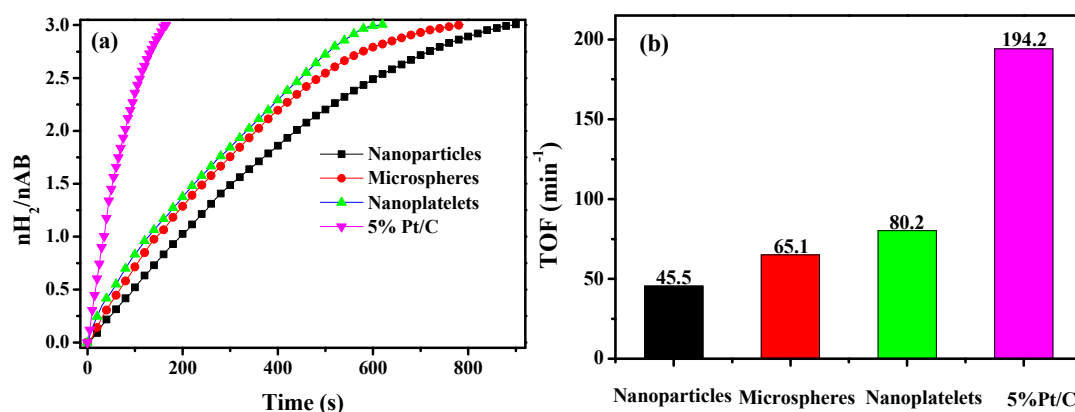 (a)
nH2/nAB
3.0
2.5
2.0
1.5
1.0
0.5
0.0
Nanoparticles
Microspheres
Nanoplatelets
5% Pt/C
0 200 400 600 800
Time (s)
(b)
TOF (min-1)
200
150
100
50
0
45.5
65.1
80.2
194.2
Nanoparticles Microspheres Nanoplatelets 5%Pt/C